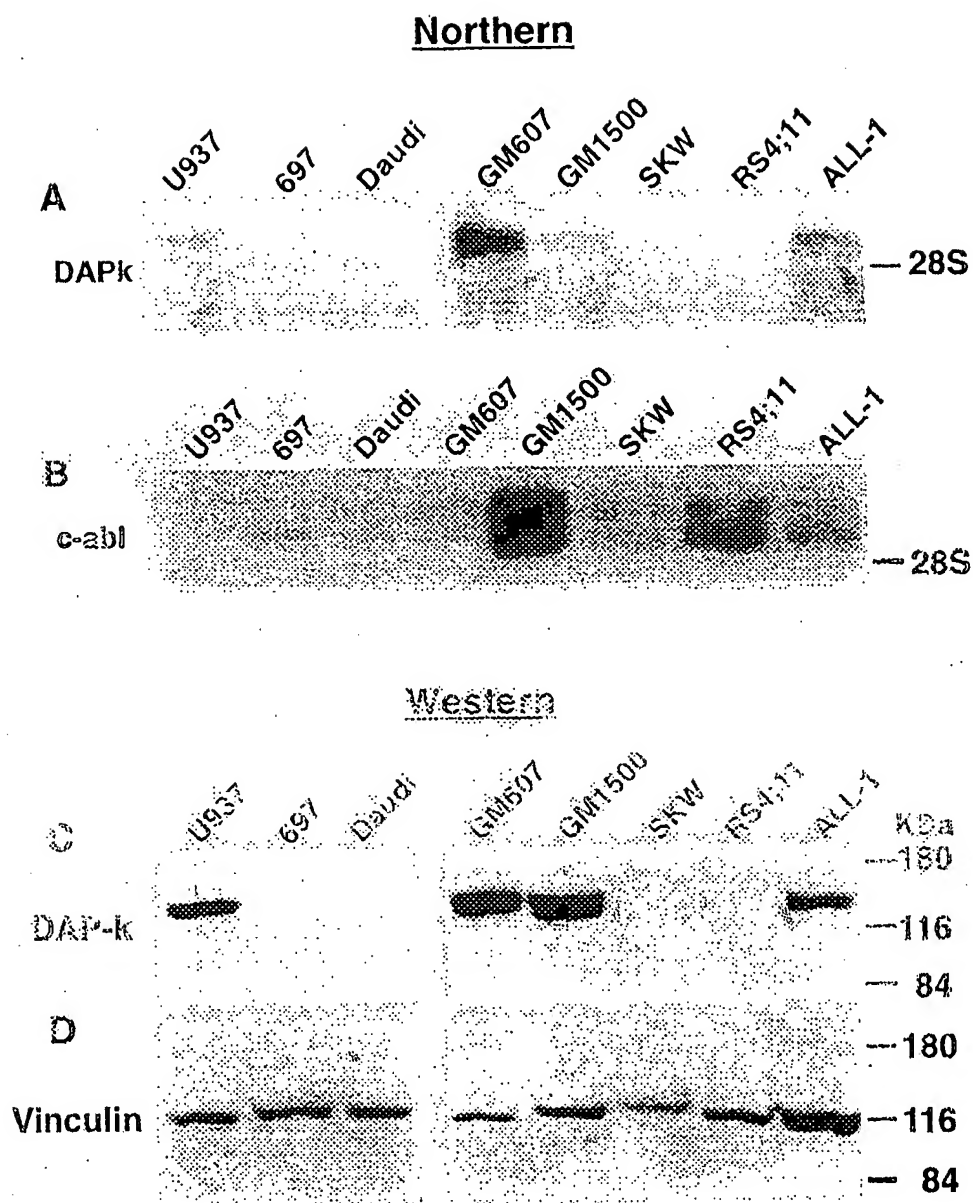 Northern
U937 697 Daudi GM607 GM1500 SKW RS4;11 ALL-1
A
DAPk
28S
U937 697 Daudi GM607 GM1500 SKW RS4;11 ALL-1
B
c-abl
28S
Western
U937 697 Daudi GM607 GM1500 SKW RS4;11 ALL-1
C
KDa
180
DAP-k
116
84
D
180
Vinculin
116
84